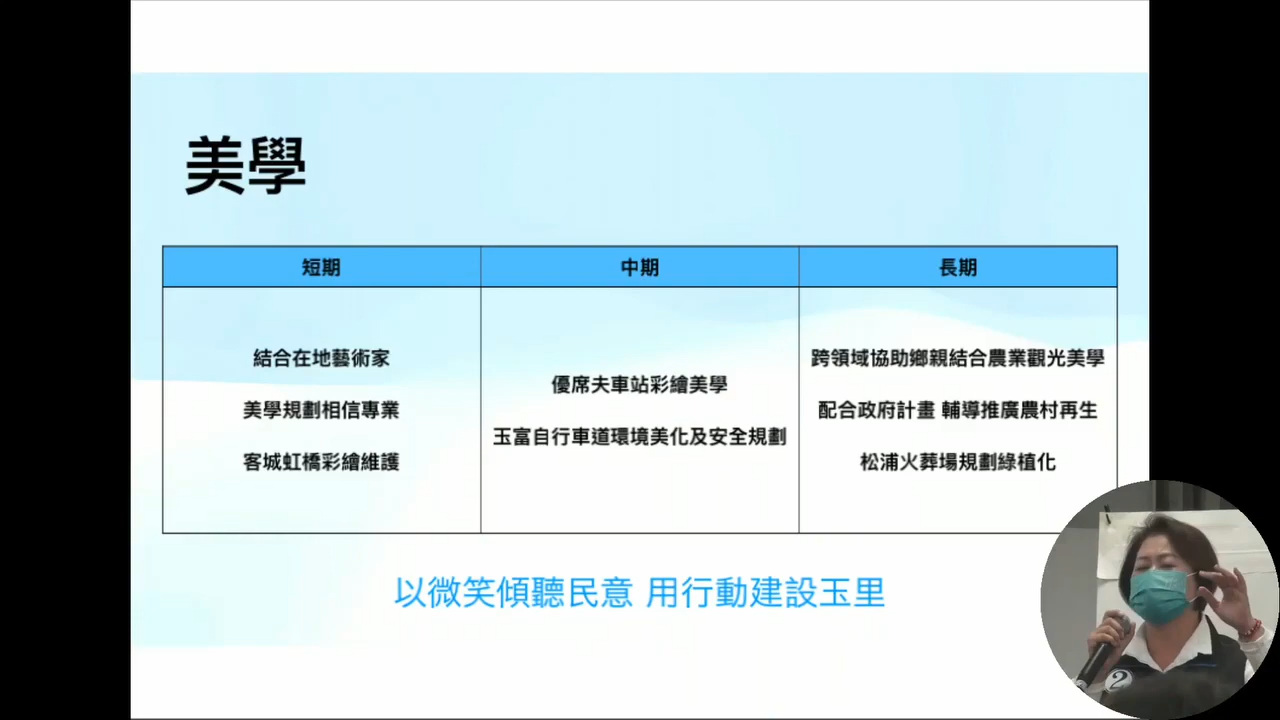 美學
短期
中期
長期
結合在地藝術家
美學規劃相信專業
客城虹橋彩繪維護
優席夫車站彩繪美學
玉富自行車道環境美化及安全規劃
跨領域協助鄉親結合農業觀光美學
配合政府計畫 輔導推廣農村再生
松浦火葬場規劃綠植化
以微笑傾聽民意 用行動建設玉里
2